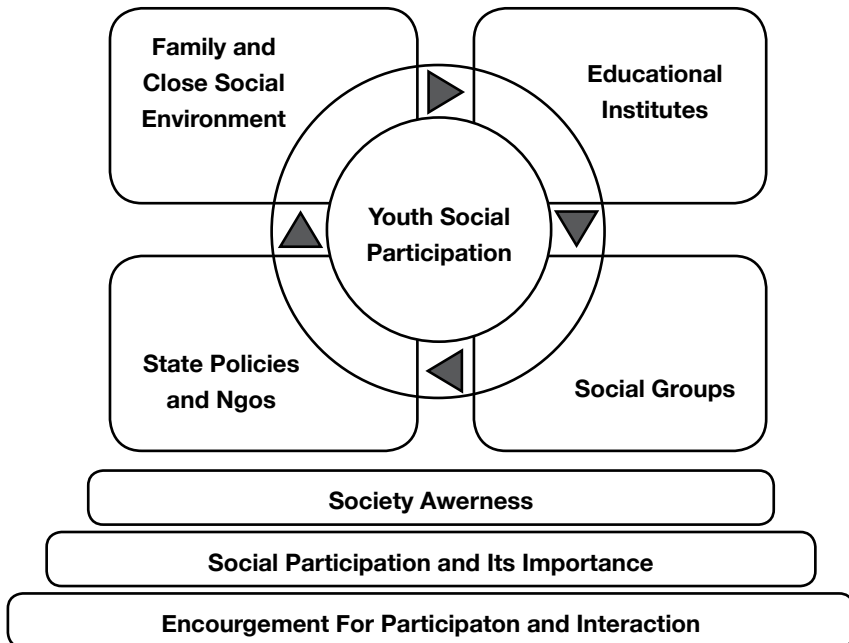 Family and
Close Social
Environment
Educational
Institutes
Youth Social
Participation
State Policies
and Ngos
Social Groups
Society Awerness
Social Participation and Its Importance
Encourgement For Participaton and Interaction